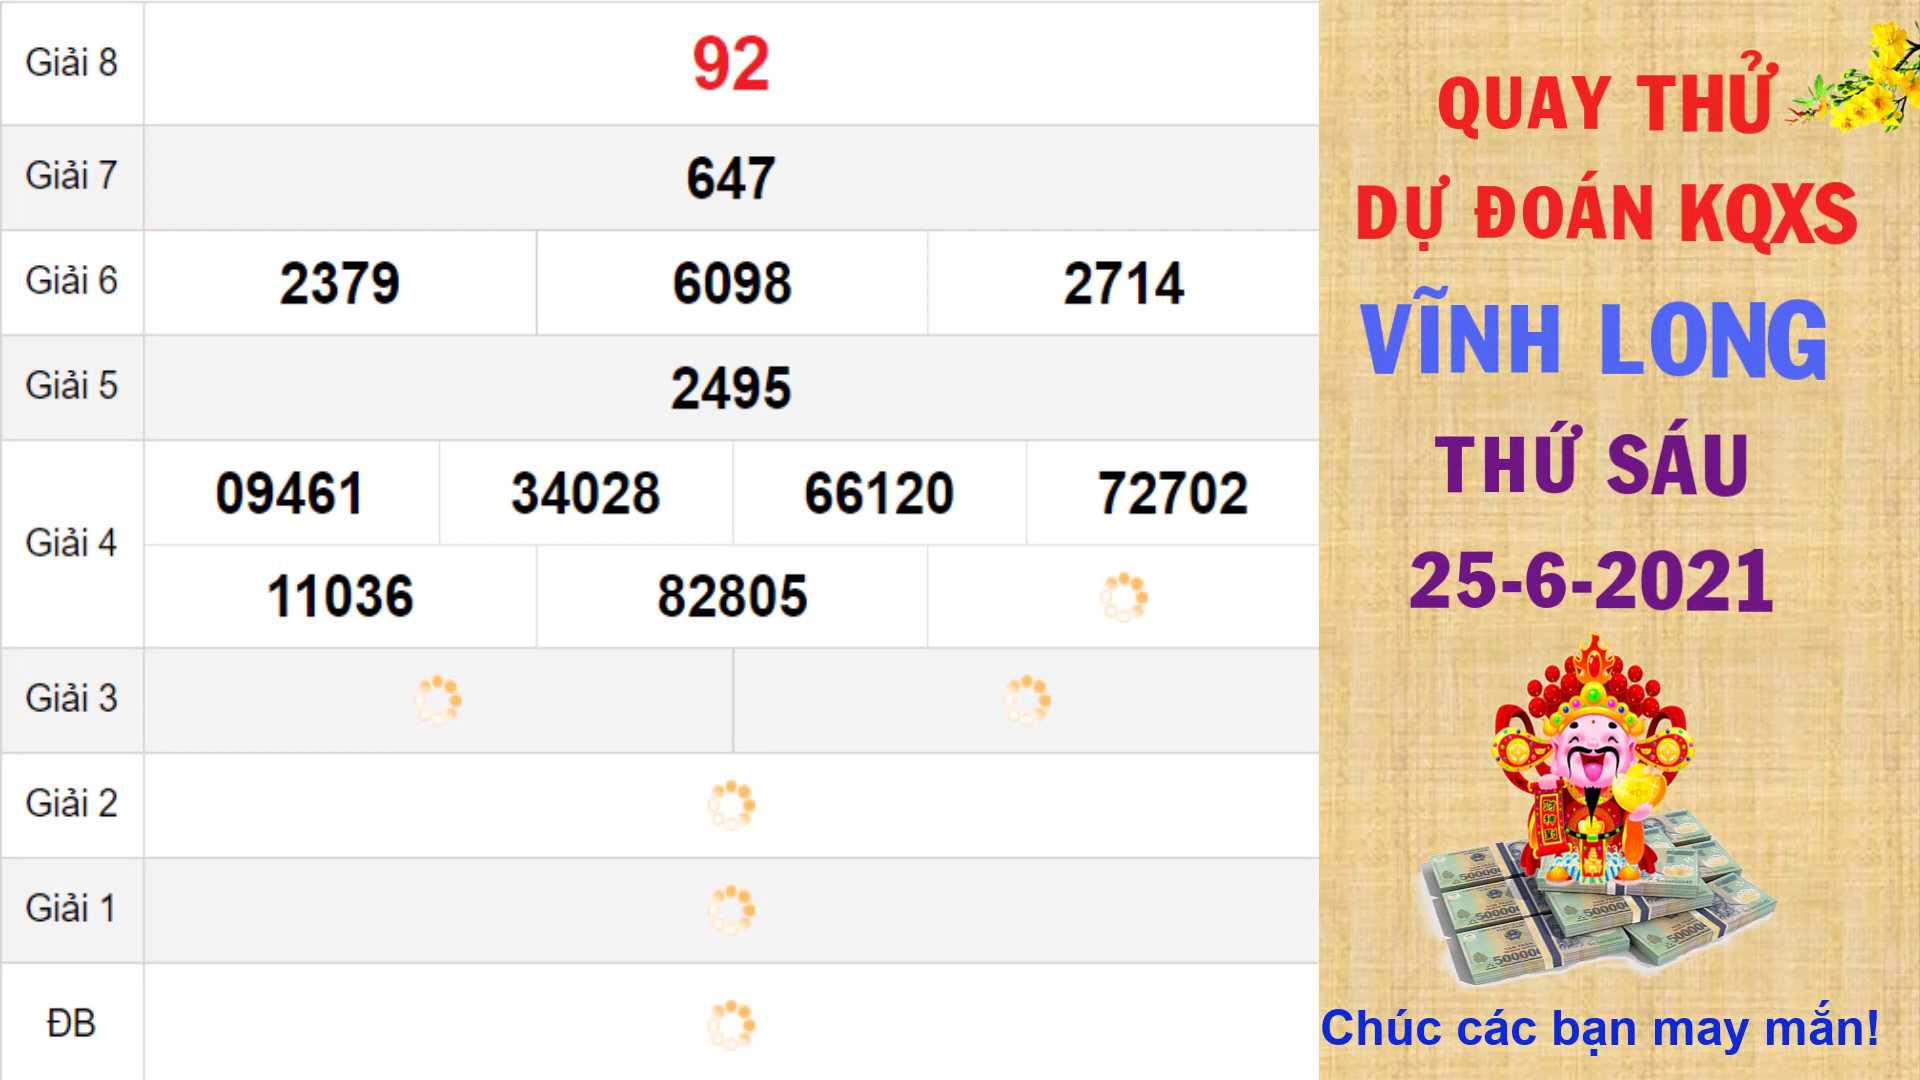 Giải 8
92
Giải 7
647
Giải 6
2379 6098 2714
Giải 5
2495
Giải 4
09461 34028 66120 72702
11036 82805
Giải 3
Giải 2
Giải 1
ĐB
QUAY THỬ
DỰ ĐOÁN KQXS
VĨNH LONG
THỨ SÁU
25-6-2021
Chúc các bạn may mắn!